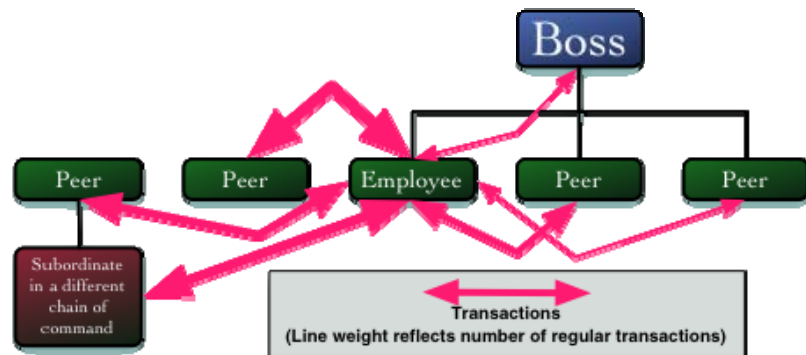 Boss
Peer
Peer
Employee
Peer
Peer
Subordinate
in a different
chain of
command
Transactions
(Line weight reflects number of regular transactions)